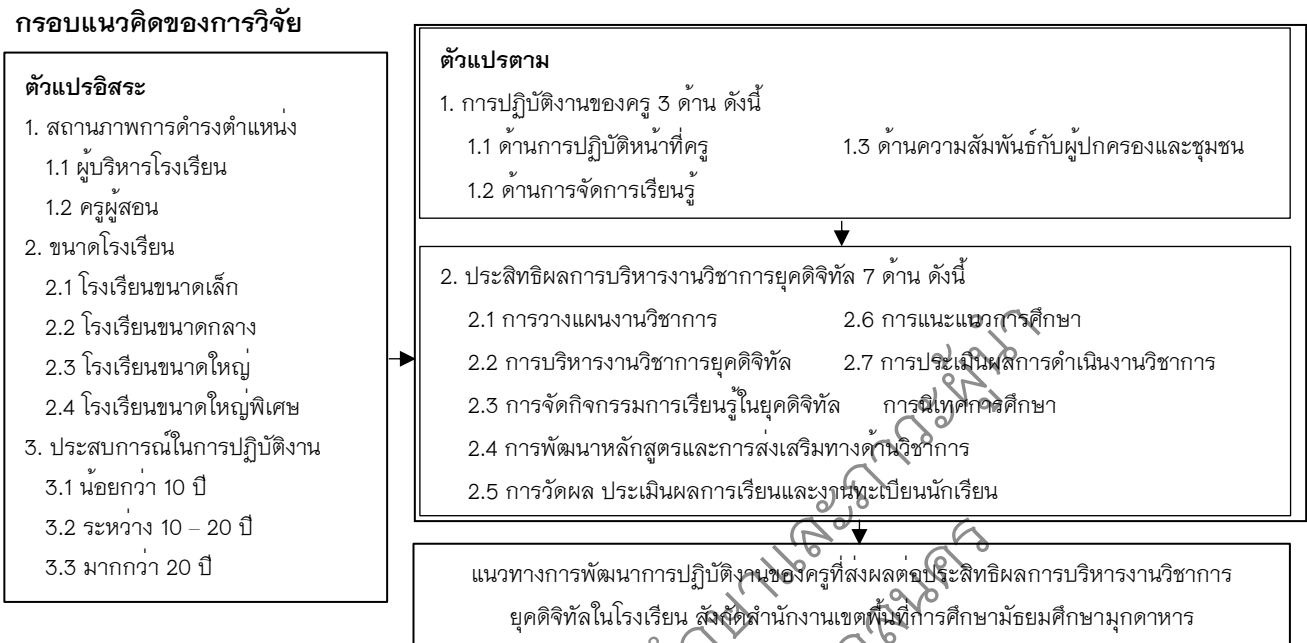 กรอบแนวคิดของการวิจัย
ตัวแปรอิสระ
1. สถานภาพการดำรงตำแหน่ง
1.1 ผู้บริหารโรงเรียน
1.2 ครูผู้สอน
2. ขนาดโรงเรียน
2.1 โรงเรียนขนาดเล็ก
2.2 โรงเรียนขนาดกลาง
2.3 โรงเรียนขนาดใหญ่
2.4 โรงเรียนขนาดใหญ่พิเศษ
3. ประสบการณ์ในการปฏิบัติงาน
3.1 น้อยกว่า 10 ปี
3.2 ระหว่าง 10 – 20 ปี
3.3 มากกว่า 20 ปี
ตัวแปรตาม
1. การปฏิบัติงานของครู 3 ด้าน ดังนี้
1.1 ด้านการปฏิบัติหน้าที่ครู 1.3 ด้านความสัมพันธ์กับผู้ปกครองและชุมชน
1.2 ด้านการจัดการเรียนรู้
2. ประสิทธิผลการบริหารงานวิชาการยุคดิจิทัล 7 ด้าน ดังนี้
2.1 การวางแผนงานวิชาการ 2.6 การแนะแนวการศึกษา
2.2 การบริหารงานวิชาการยุคดิจิทัล 2.7 การประเมินผลการดำเนินงานวิชาการ
2.3 การจัดกิจกรรมการเรียนรู้ในยุคดิจิทัล การนิเทศการศึกษา
2.4 การพัฒนาหลักสูตรและการส่งเสริมทางด้านวิชาการ
2.5 การวัดผล ประเมินผลการเรียนและงานทะเบียนนักเรียน
แนวทางการพัฒนาการปฏิบัติงานของครูที่ส่งผลต่อประสิทธิผลการบริหารงานวิชาการ
ยุคดิจิทัลในโรงเรียน สังกัดสำนักงานเขตพื้นที่การศึกษามัธยมศึกษามุกดาหาร